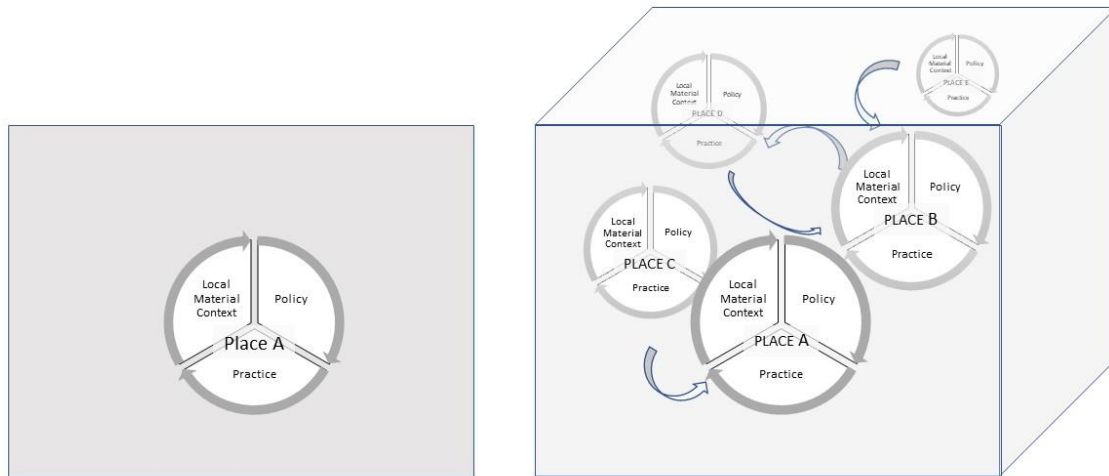 Local
Material
Context
Policy
Place A
Practice
Local
Material
Context
Policy
PLACE D
Practice
Local
Material
Context
Policy
PLACE E
Practice
Local
Material
Context
Policy
PLACE B
Practice
Local
Material
Context
Policy
PLACE C
Practice
Local
Material
Context
Policy
PLACE A
Practice